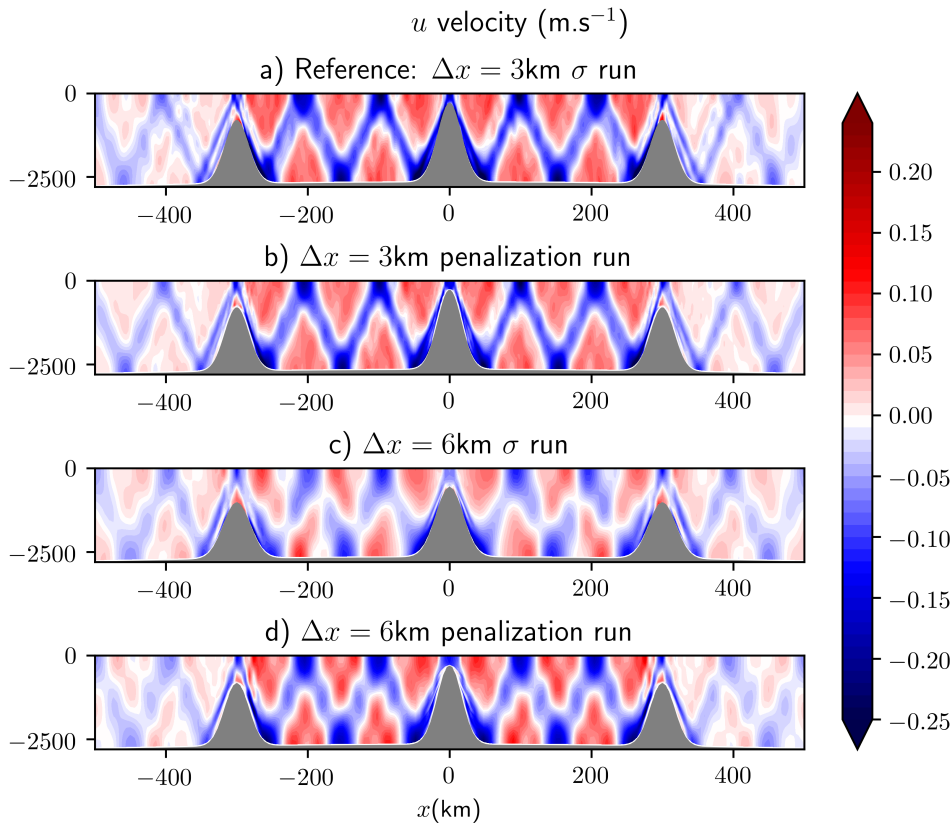 u velocity (m.s⁻¹)
a) Reference: Δx = 3km σ run
0
−2500
−400 −200 0 200 400
b) Δx = 3km penalization run
0
−2500
−400 −200 0 200 400
c) Δx = 6km σ run
0
−2500
−400 −200 0 200 400
d) Δx = 6km penalization run
0
−2500
−400 −200 0 200 400
x(km)
0.20
0.15
0.10
0.05
0.00
−0.05
−0.10
−0.15
−0.20
−0.25